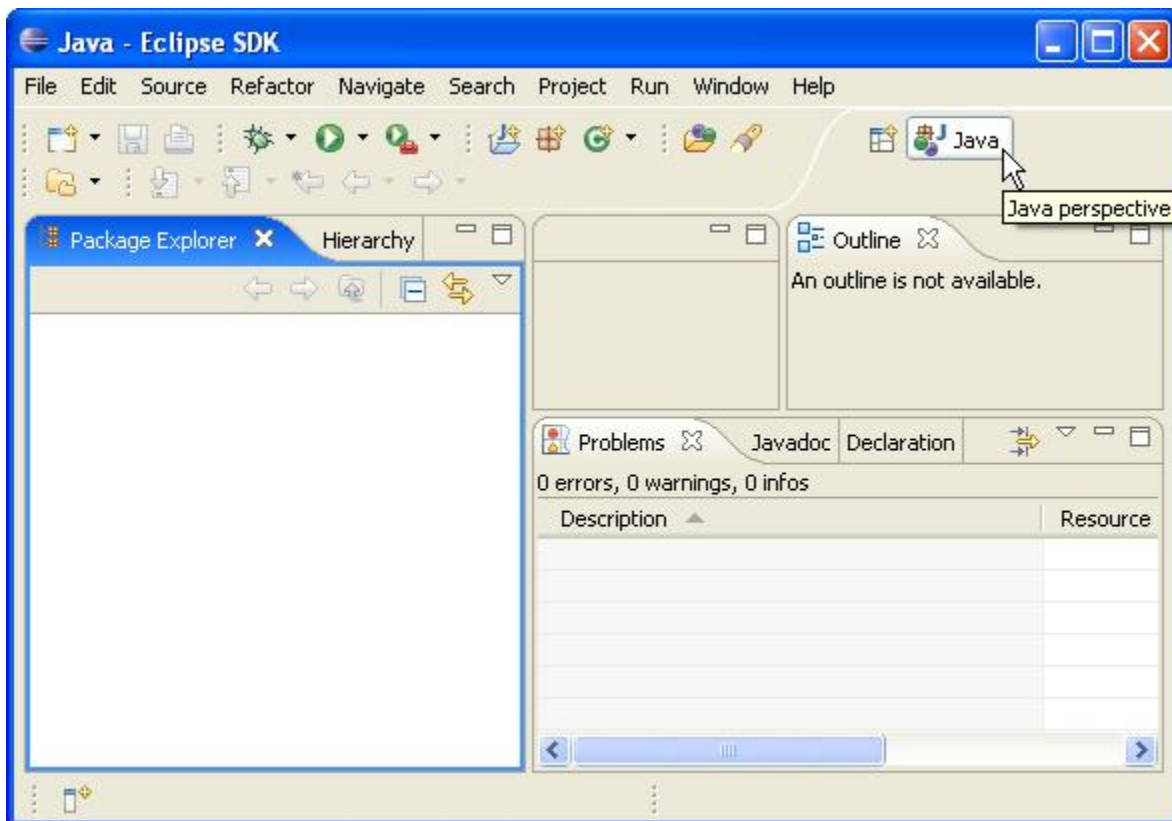 Java - Eclipse SDK
File Edit Source Refactor Navigate Search Project Run Window Help
Java
Java perspective
Package Explorer Hierarchy
Outline
An outline is not available.
Problems Javadoc Declaration
0 errors, 0 warnings, 0 infos
Description Resource